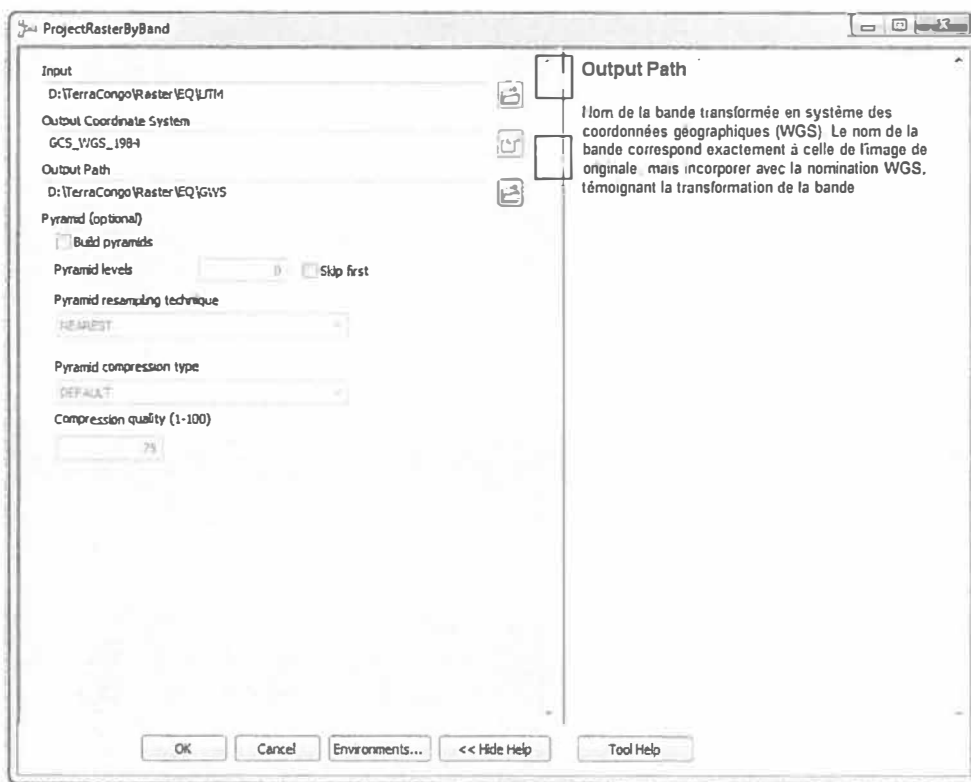 ProjectRasterByBand
Input
D:\TerraCongo\Raster\EQ\UTM
Output Coordinate System
GCS_WGS_1984
Output Path
D:\TerraCongo\Raster\EQ\GWS
Pyramid (optional)
Build pyramids
Pyramid levels
0
Skip first
Pyramid resampling technique
NEAREST
Pyramid compression type
DEFAULT
Compression quality (1-100)
75
OK
Cancel
Environments...
<< Hide Help
Output Path
Nom de la bande transformée en système des
coordonnées géographiques (WGS). Le nom de la
bande correspond exactement à celle de l'image de
originale, mais incorporer avec la nomination WGS,
témoignant la transformation de la bande
Tool Help